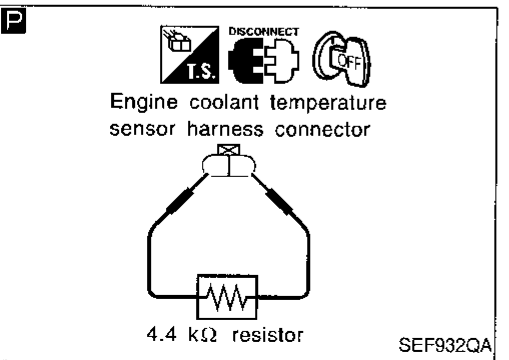 P
DISCONNECT
T.S.
OFF
Engine coolant temperature
sensor harness connector
4.4 kΩ resistor
SEF932QA